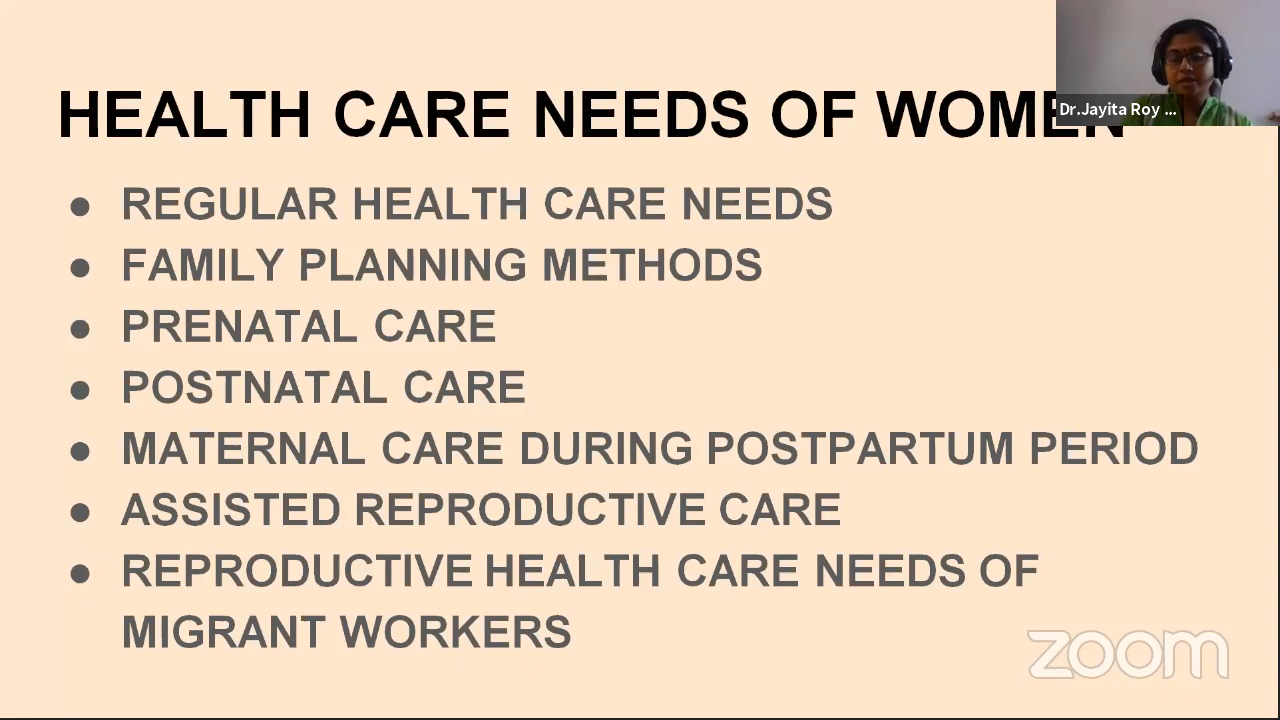 HEALTH CARE NEEDS OF WOMEN
Dr.Jayita Roy ...
● REGULAR HEALTH CARE NEEDS
● FAMILY PLANNING METHODS
● PRENATAL CARE
● POSTNATAL CARE
● MATERNAL CARE DURING POSTPARTUM PERIOD
● ASSISTED REPRODUCTIVE CARE
● REPRODUCTIVE HEALTH CARE NEEDS OF
MIGRANT WORKERS
zoom